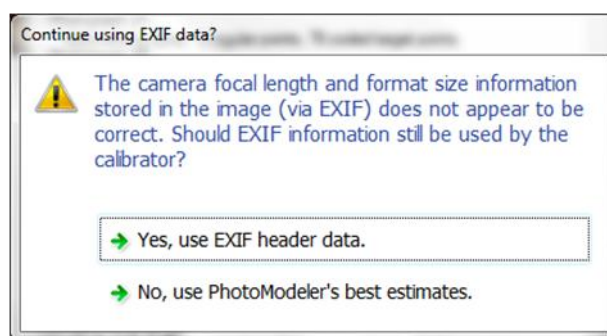 Continue using EXIF data?
The camera focal length and format size information
stored in the image (via EXIF) does not appear to be
correct. Should EXIF information still be used by the
calibrator?
Yes, use EXIF header data.
No, use PhotoModeler's best estimates.